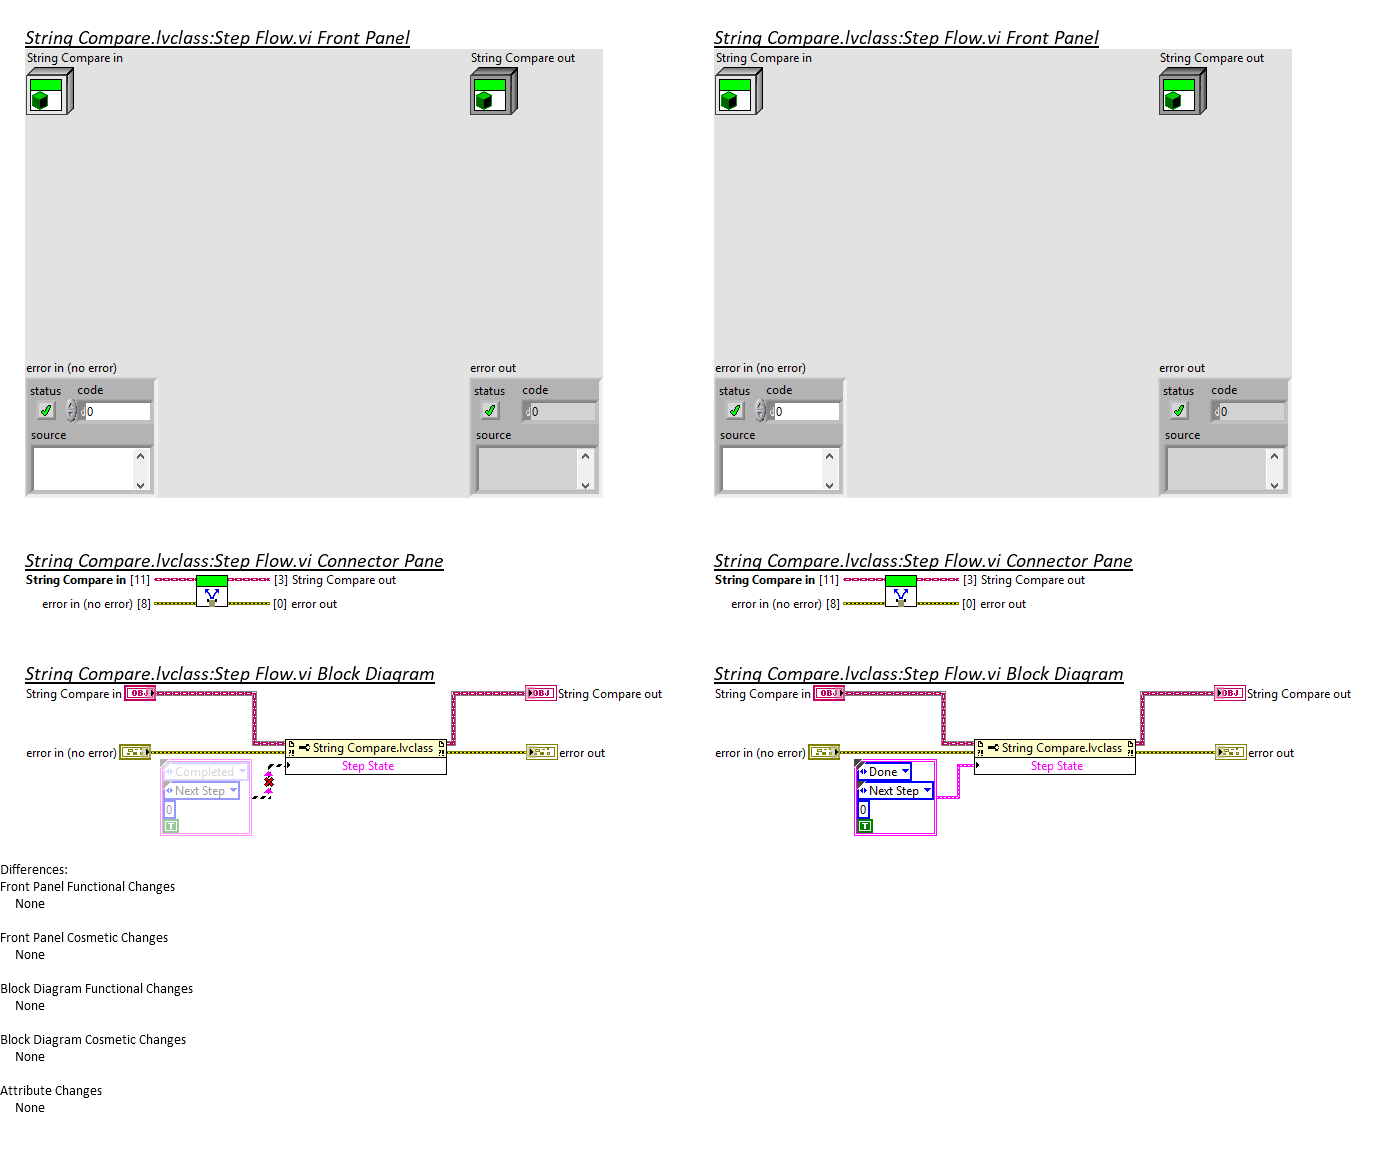 String Compare.lvclass:Step Flow.vi Front Panel
String Compare in
String Compare out
error in (no error)
status
code
d 0
source
error out
status
code
d 0
source
String Compare.lvclass:Step Flow.vi Connector Pane
String Compare in [11]
[3] String Compare out
error in (no error) [8]
[0] error out
String Compare.lvclass:Step Flow.vi Block Diagram
String Compare in
OBJ
OBJ
String Compare out
error in (no error)
?!
String Compare.lvclass
?!
error out
Step State
Completed
Next Step
0
T
String Compare.lvclass:Step Flow.vi Front Panel
String Compare in
String Compare out
error in (no error)
status
code
d 0
source
error out
status
code
d 0
source
String Compare.lvclass:Step Flow.vi Connector Pane
String Compare in [11]
[3] String Compare out
error in (no error) [8]
[0] error out
String Compare.lvclass:Step Flow.vi Block Diagram
String Compare in
OBJ
OBJ
String Compare out
error in (no error)
?!
String Compare.lvclass
?!
error out
Step State
Done
Next Step
0
T
Differences:
Front Panel Functional Changes
None
Front Panel Cosmetic Changes
None
Block Diagram Functional Changes
None
Block Diagram Cosmetic Changes
None
Attribute Changes
None